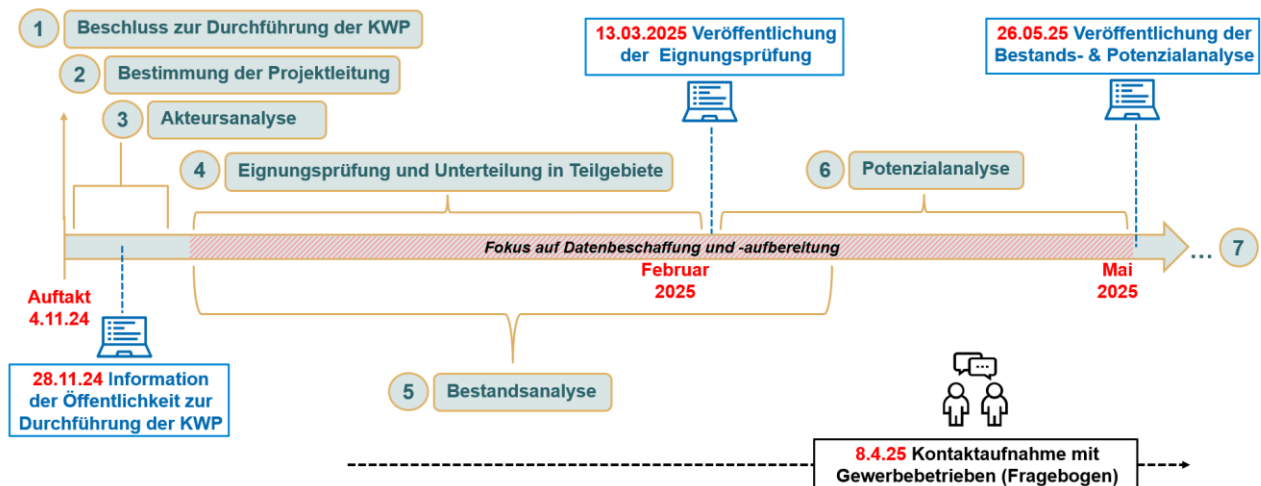 1 Beschluss zur Durchführung der KWP
2 Bestimmung der Projektleitung
3 Akteursanalyse
13.03.2025 Veröffentlichung
der Eignungsprüfung
26.05.25 Veröffentlichung der
Bestands- & Potenzialanalyse
4 Eignungsprüfung und Unterteilung in Teilgebiete
6 Potenzialanalyse
Fokus auf Datenbeschaffung und -aufbereitung
... 7
Februar
2025
Mai
2025
Auftakt
4.11.24
28.11.24 Information
der Öffentlichkeit zur
Durchführung der KWP
5 Bestandsanalyse
8.4.25 Kontaktaufnahme mit
Gewerbebetrieben (Fragebogen)